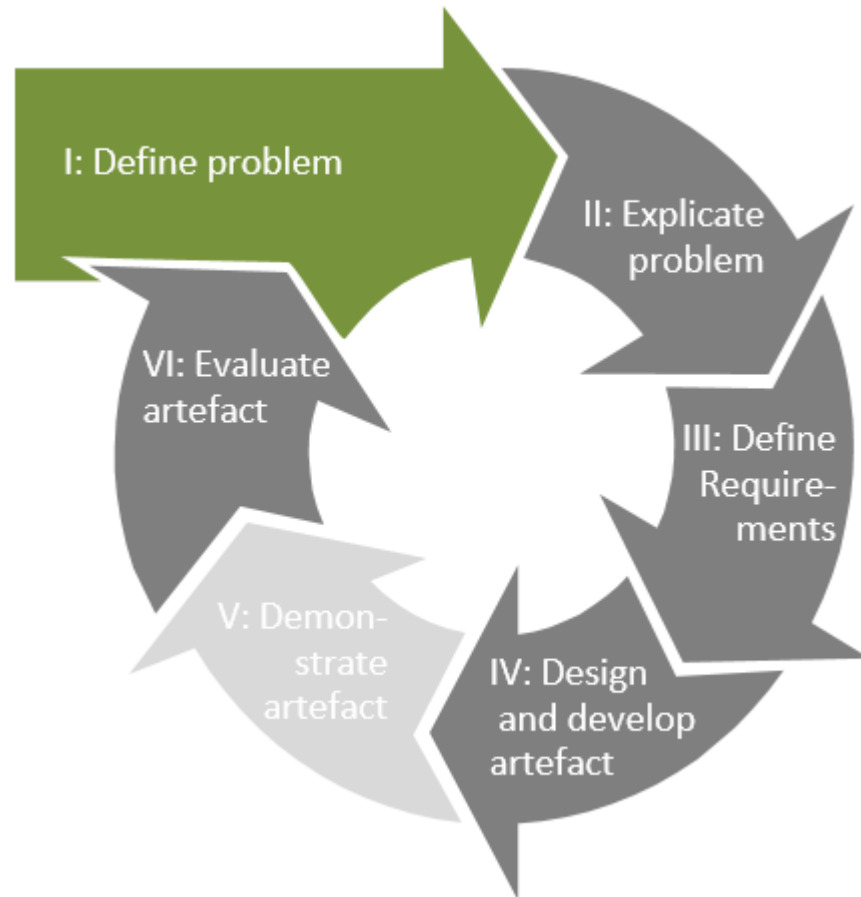 I: Define problem
II: Explicate
problem
III: Define
Require-
ments
IV: Design
and develop
artefact
V: Demon-
strate
artefact
VI: Evaluate
artefact